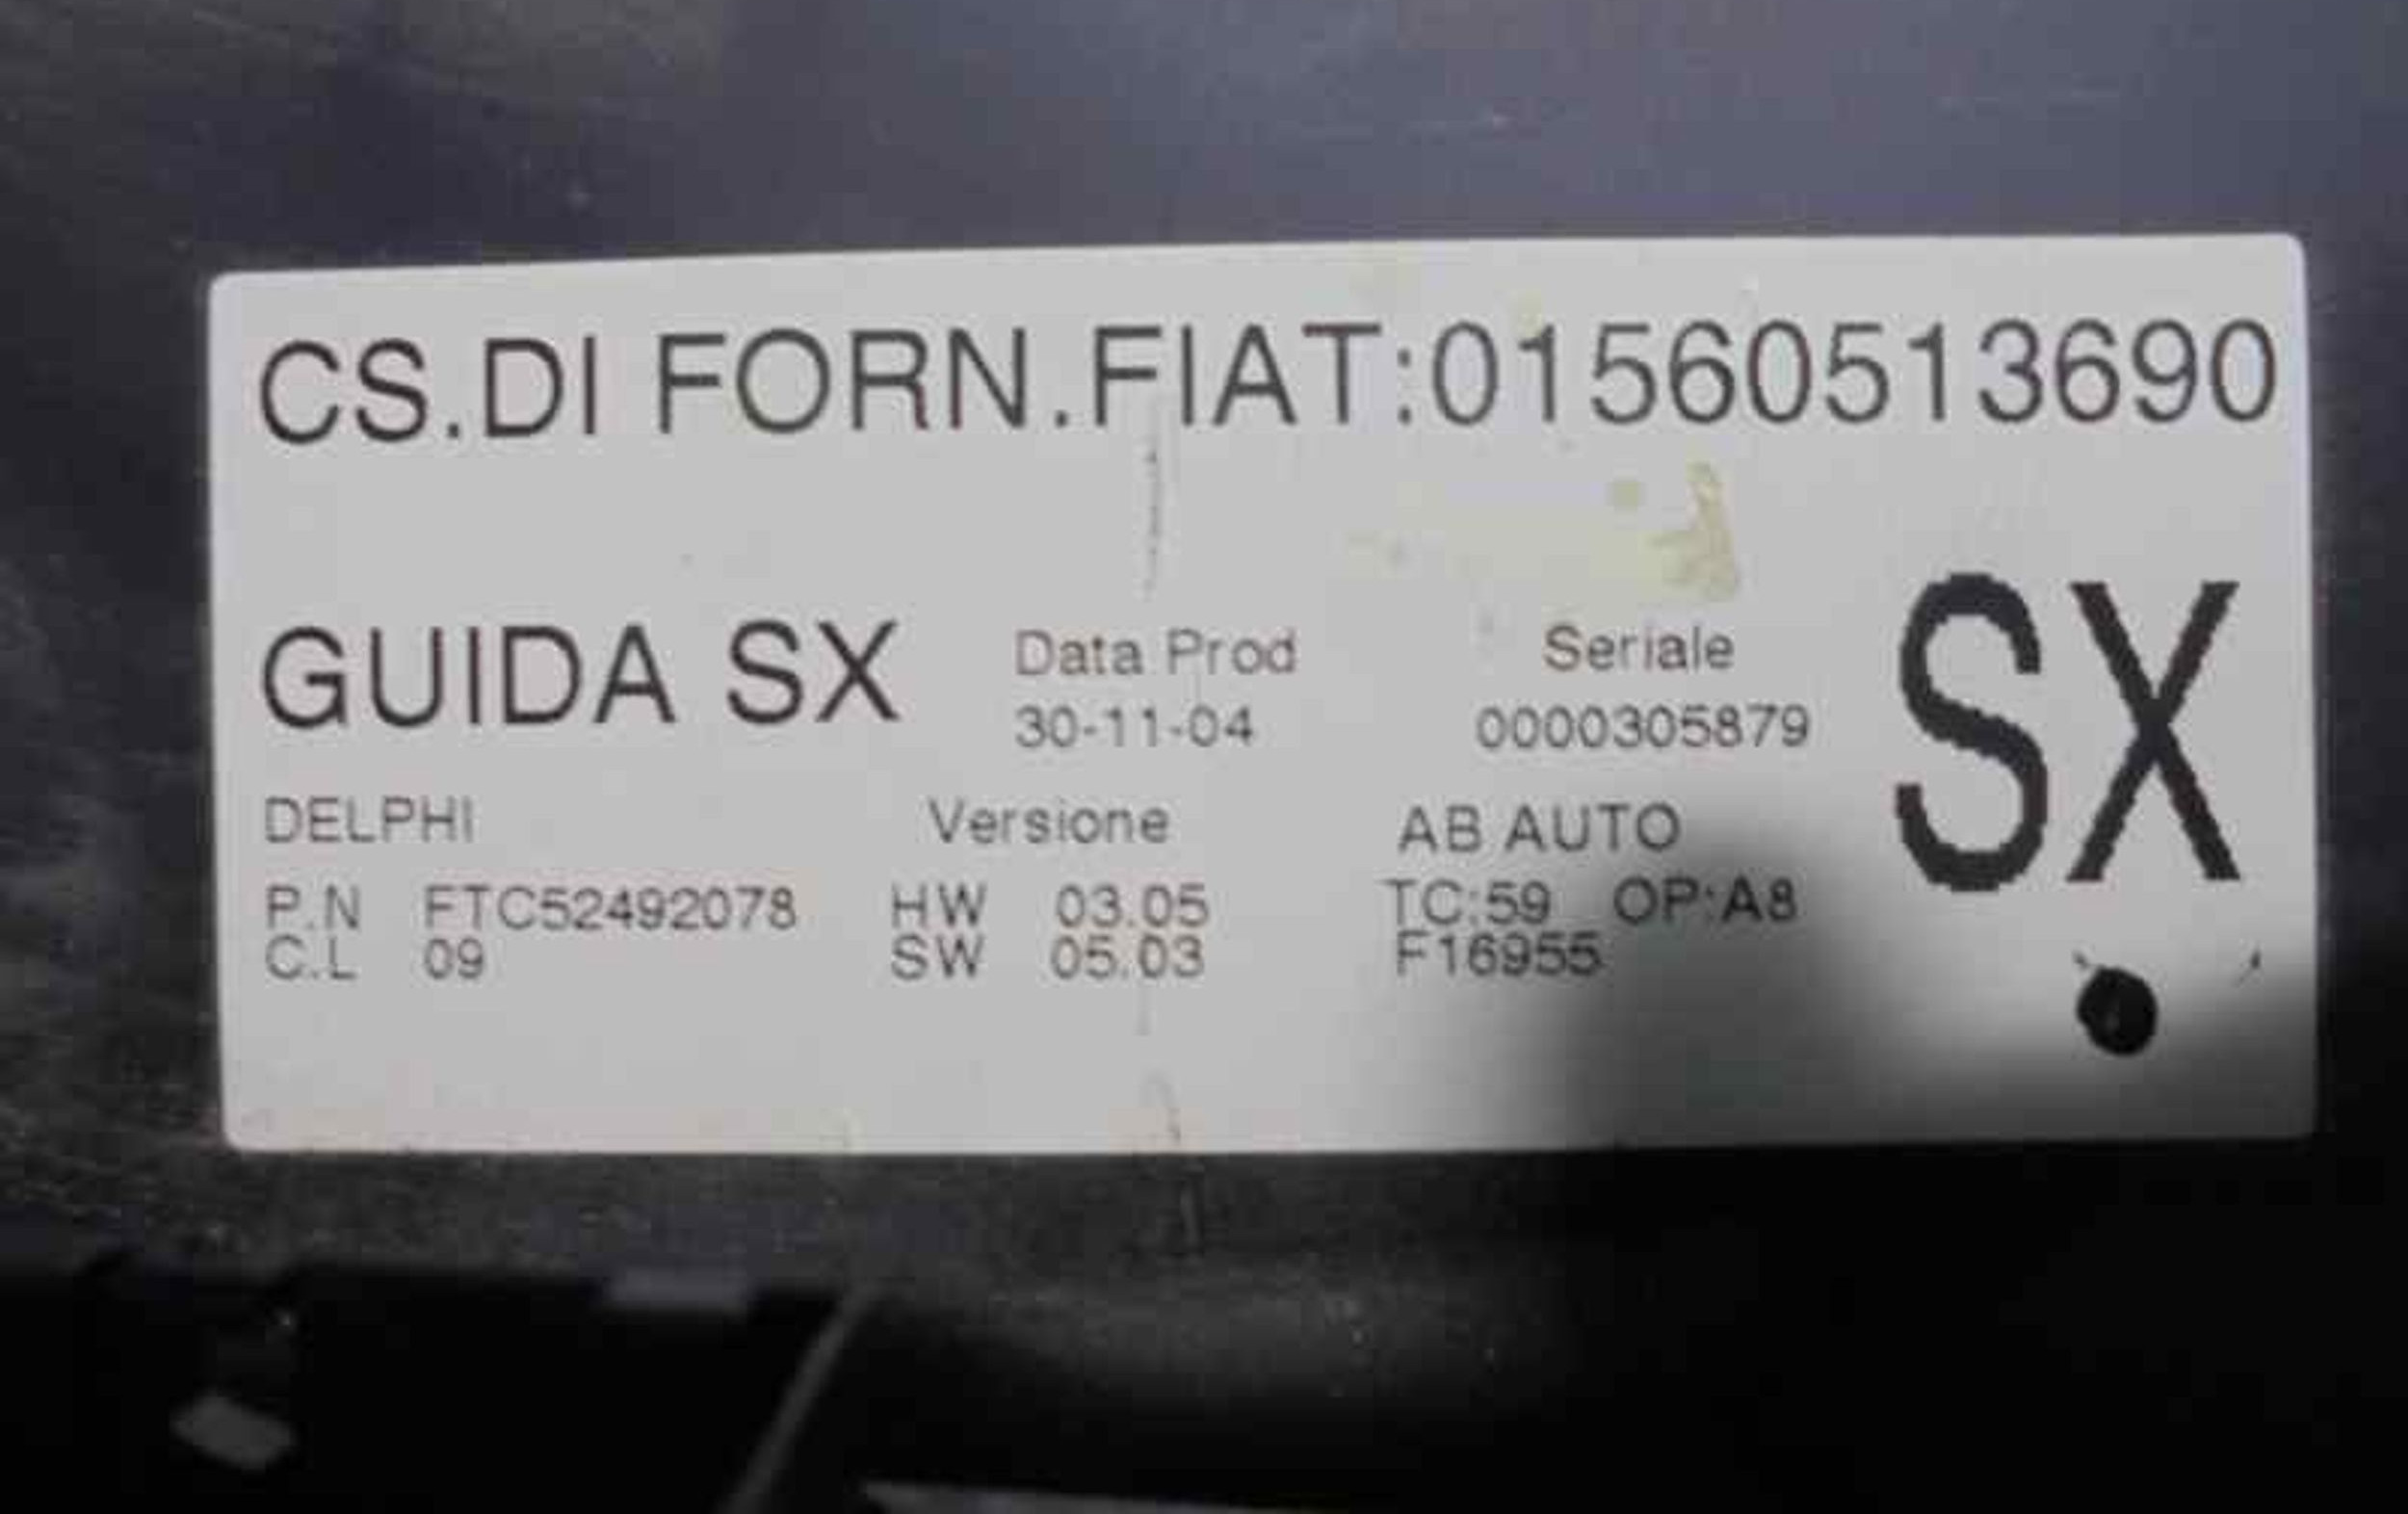 CS.DI FORN.FIAT:01560513690
GUIDA SX
Data Prod
Seriale
SX
30-11-04
0000305879
DELPHI
Versione
AB AUTO
P.N FTC52492078
HW 03.05
TC:59 OP:A8
C.L 09
SW 05.03
F16955